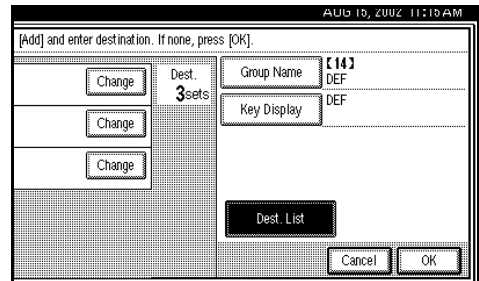 AUG 15, 2002 11:15AM
[Add] and enter destination. If none, press [OK].
Change
Dest.
3sets
Group Name
【14】
DEF
Change
Key Display
DEF
Change
Dest. List
Cancel
OK